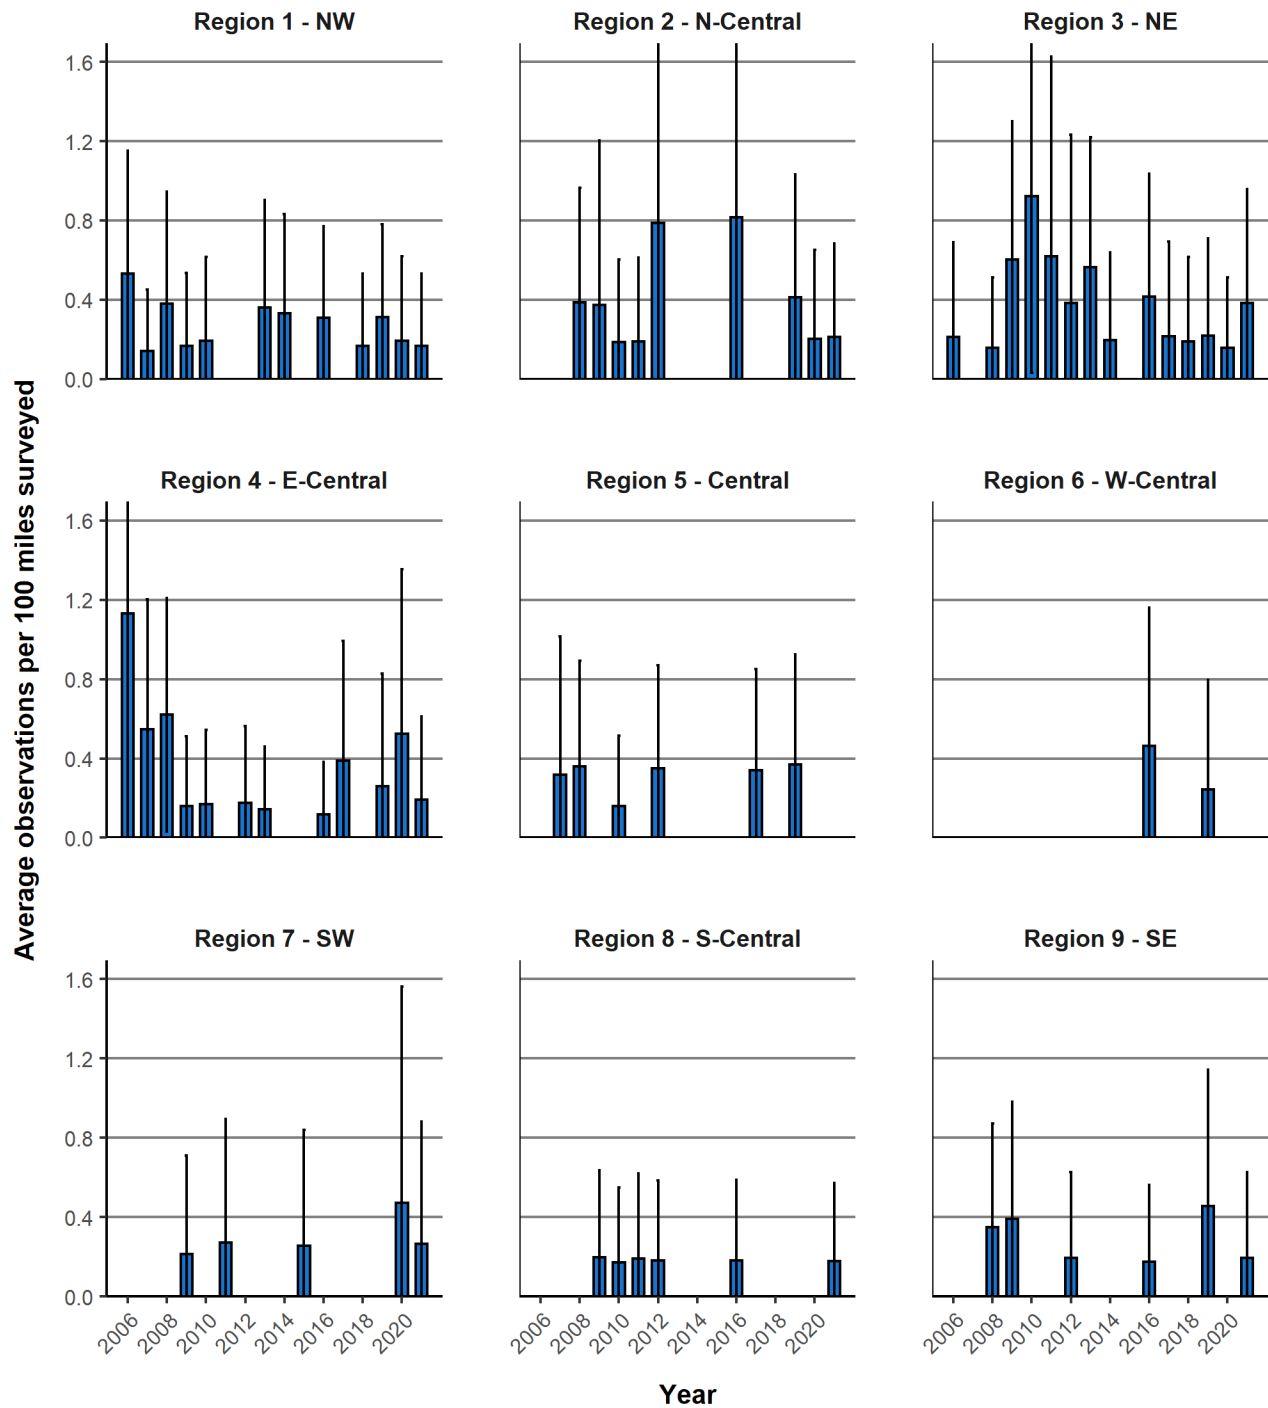 Region 1 - NW
Region 2 - N-Central
Region 3 - NE
1.6
1.2
0.8
0.4
0.0
Region 4 - E-Central
Region 5 - Central
Region 6 - W-Central
1.6
1.2
0.8
0.4
0.0
Region 7 - SW
Region 8 - S-Central
Region 9 - SE
1.6
1.2
0.8
0.4
0.0
2006 2008 2010 2012 2014 2016 2018 2020
2006 2008 2010 2012 2014 2016 2018 2020
2006 2008 2010 2012 2014 2016 2018 2020
Average observations per 100 miles surveyed
Year